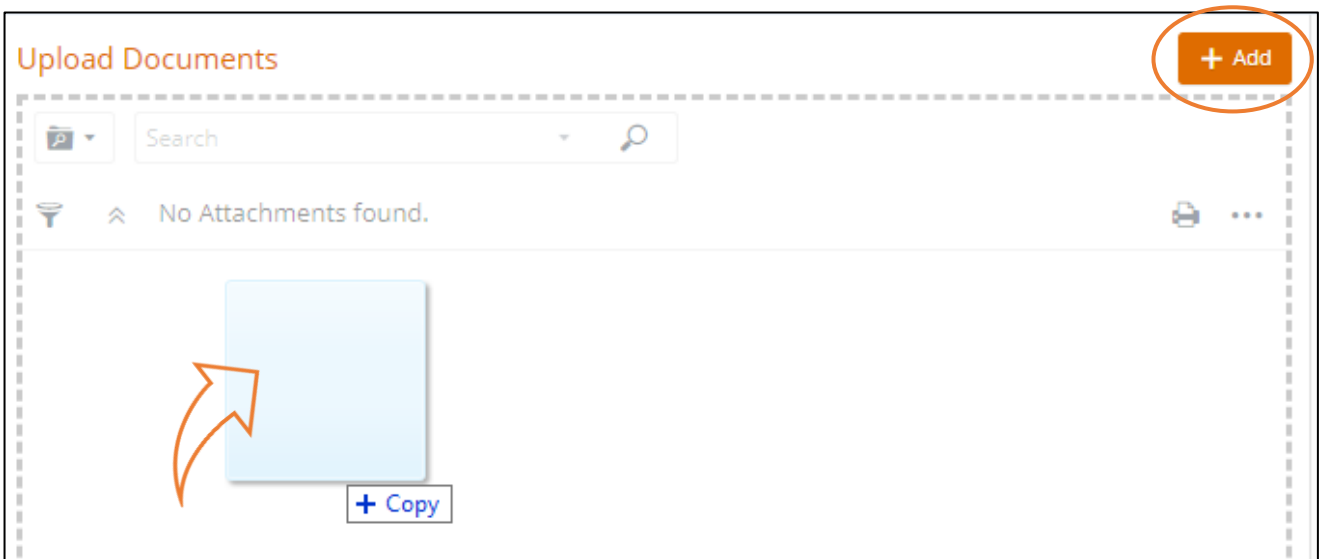 Upload Documents
+ Add
Search
No Attachments found.
+ Copy